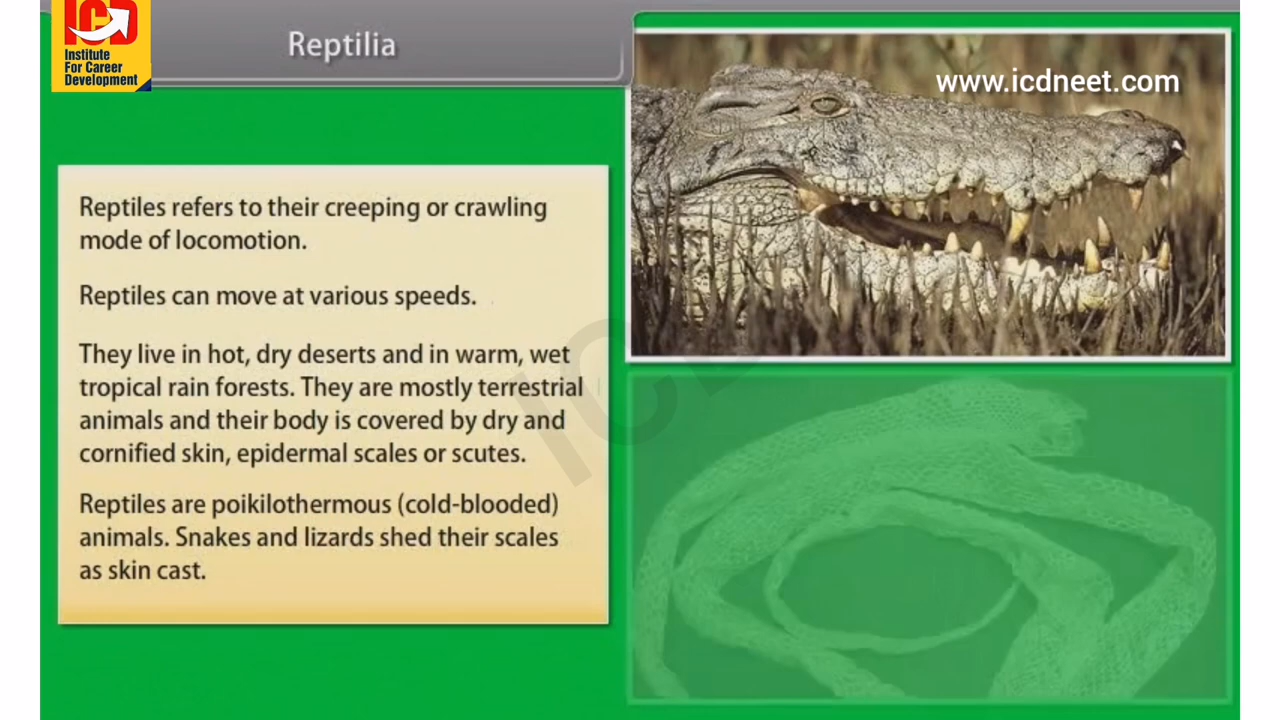 ICD
Institute
For Career
Development
Reptilia
www.icdneet.com
Reptiles refers to their creeping or crawling
mode of locomotion.
Reptiles can move at various speeds.
They live in hot, dry deserts and in warm, wet
tropical rain forests. They are mostly terrestrial
animals and their body is covered by dry and
cornified skin, epidermal scales or scutes.
Reptiles are poikilothermous (cold-blooded)
animals. Snakes and lizards shed their scales
as skin cast.